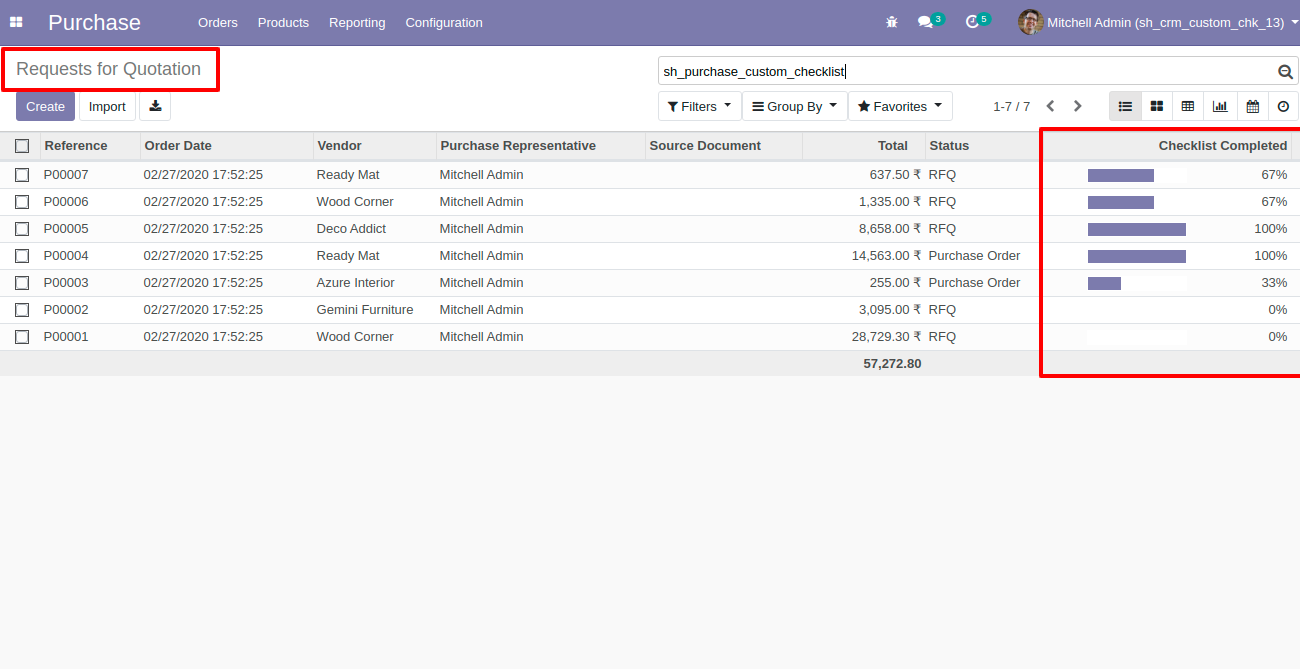 Purchase Orders Products Reporting Configuration 3 5 Mitchell Admin (sh_crm_custom_chk_13)
Requests for Quotation
sh_purchase_custom_checklist
Create Import Filters Group By Favorites 1-7 / 7
Reference Order Date Vendor Purchase Representative Source Document Total Status Checklist Completed
P00007 02/27/2020 17:52:25 Ready Mat Mitchell Admin 637.50 ₹ RFQ 67%
P00006 02/27/2020 17:52:25 Wood Corner Mitchell Admin 1,335.00 ₹ RFQ 67%
P00005 02/27/2020 17:52:25 Deco Addict Mitchell Admin 8,658.00 ₹ RFQ 100%
P00004 02/27/2020 17:52:25 Ready Mat Mitchell Admin 14,563.00 ₹ Purchase Order 100%
P00003 02/27/2020 17:52:25 Azure Interior Mitchell Admin 255.00 ₹ Purchase Order 33%
P00002 02/27/2020 17:52:25 Gemini Furniture Mitchell Admin 3,095.00 ₹ RFQ 0%
P00001 02/27/2020 17:52:25 Wood Corner Mitchell Admin 28,729.30 ₹ RFQ 0%
57,272.80